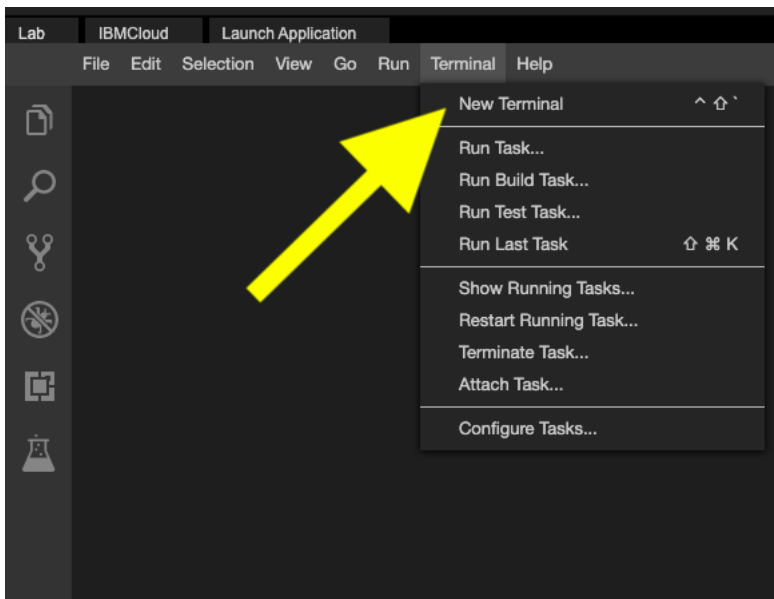 Lab IBMCloud Launch Application
File Edit Selection View Go Run Terminal Help
New Terminal ^ ⇧ `
Run Task...
Run Build Task...
Run Test Task...
Run Last Task ⇧ ⌘ K
Show Running Tasks...
Restart Running Task...
Terminate Task...
Attach Task...
Configure Tasks...